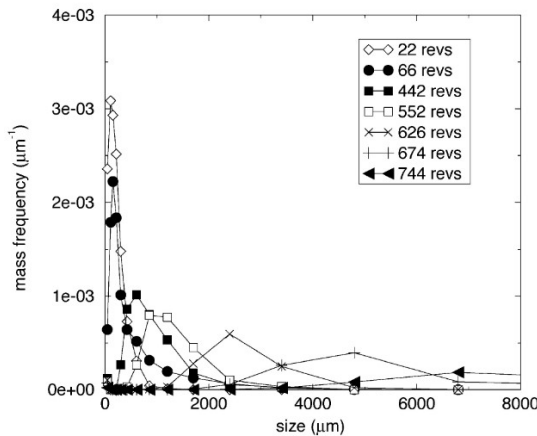 4e-03
3e-03
2e-03
1e-03
0e+00
mass frequency (μm⁻¹)
22 revs
66 revs
442 revs
552 revs
626 revs
674 revs
744 revs
0 2000 4000 6000 8000
size (μm)